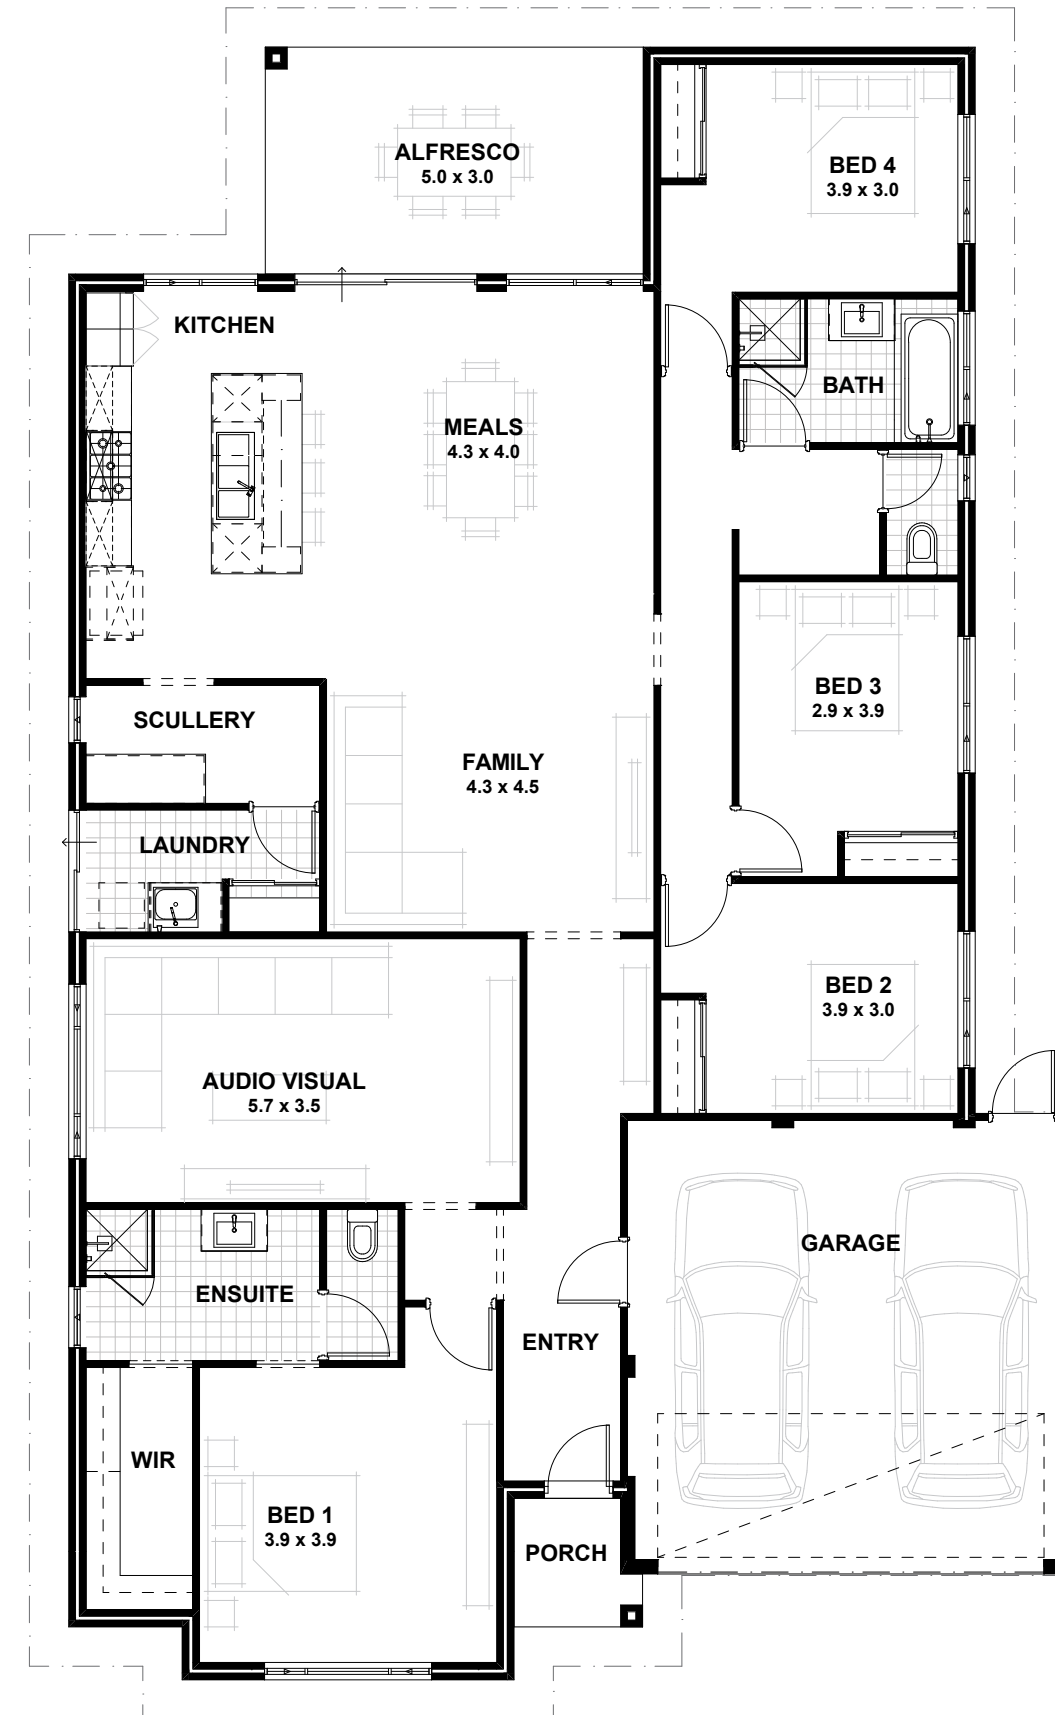 ALFRESCO
5.0 x 3.0
BED 4
3.9 x 3.0
KITCHEN
BATH
MEALS
4.3 x 4.0
BED 3
2.9 x 3.9
SCULLERY
FAMILY
4.3 x 4.5
LAUNDRY
BED 2
3.9 x 3.0
AUDIO VISUAL
5.7 x 3.5
GARAGE
ENSUITE
ENTRY
WIR
BED 1
3.9 x 3.9
PORCH